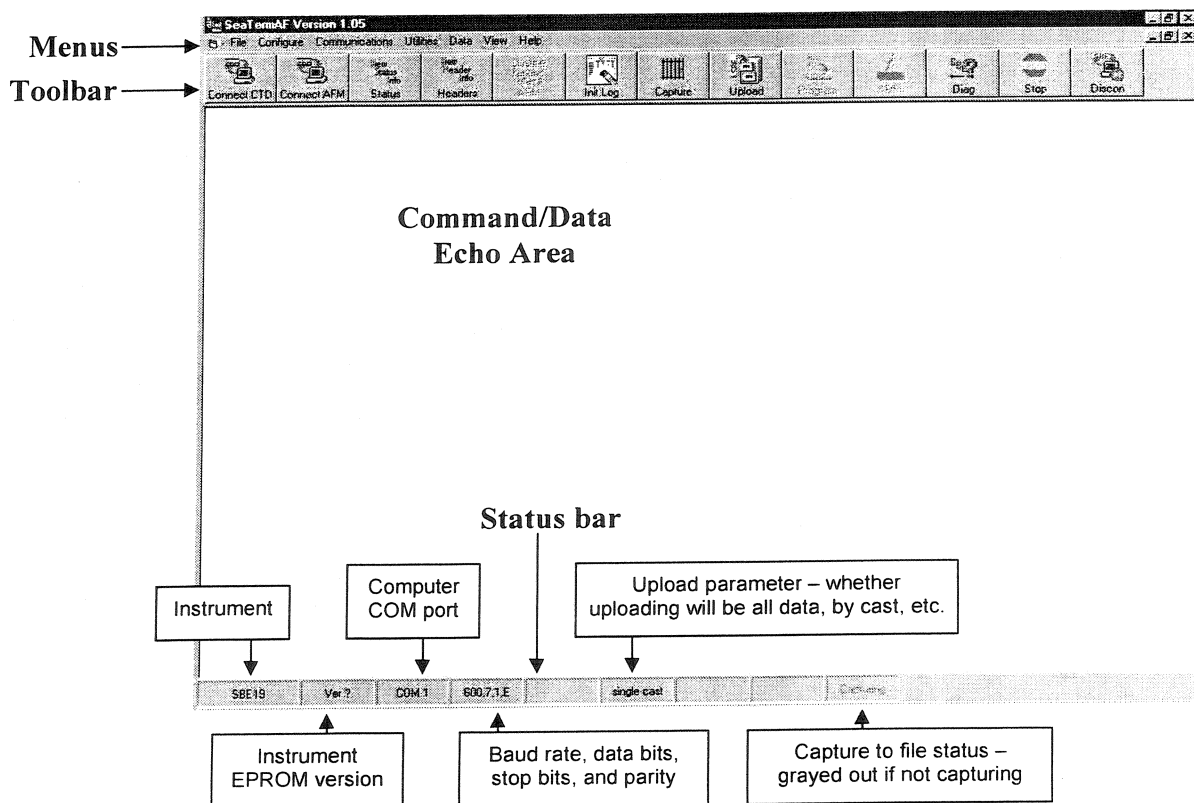 SeaTermAF Version 1.05
Menus
File Configure Communications Utilities Data View Help
Toolbar
Connect CTD Connect AFM Status Headers Init Log Capture Upload Program Diag Stop Discon
Command/Data
Echo Area
Status bar
Instrument
Computer
COM port
Upload parameter – whether
uploading will be all data, by cast, etc.
SBE19 Ver ? COM 1 600,7,1,E single cast Capturing
Instrument
EPROM version
Baud rate, data bits,
stop bits, and parity
Capture to file status –
grayed out if not capturing